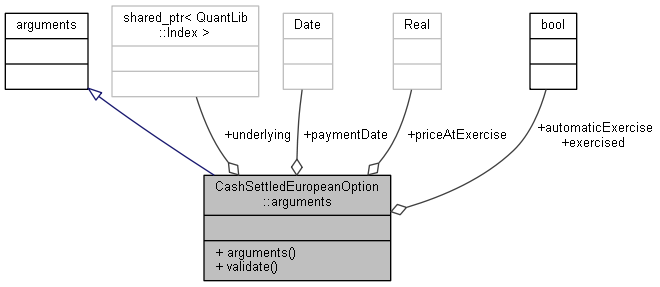 arguments
shared_ptr< QuantLib
::Index >
Date
Real
bool
+underlying
+paymentDate
+priceAtExercise
+automaticExercise
+exercised
CashSettledEuropeanOption
::arguments
+ arguments()
+ validate()